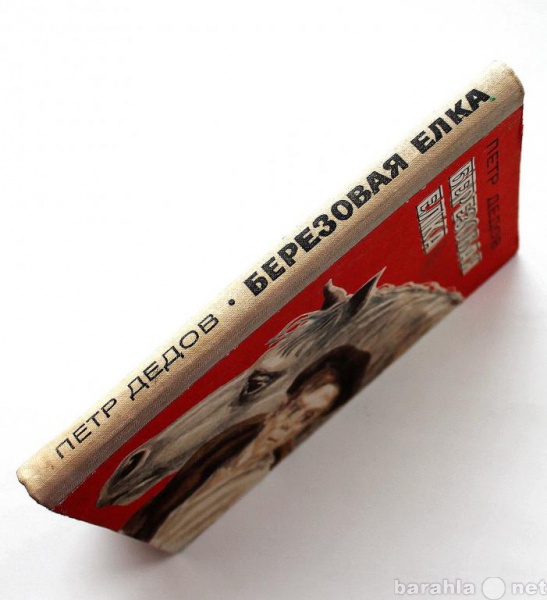 ПЕТР ДЕДОВ • БЕРЕЗОВАЯ ЕЛКА
ПЕТР ДЕДОВ
БЕРЕЗОВАЯ
ЕЛКА
barahla.net